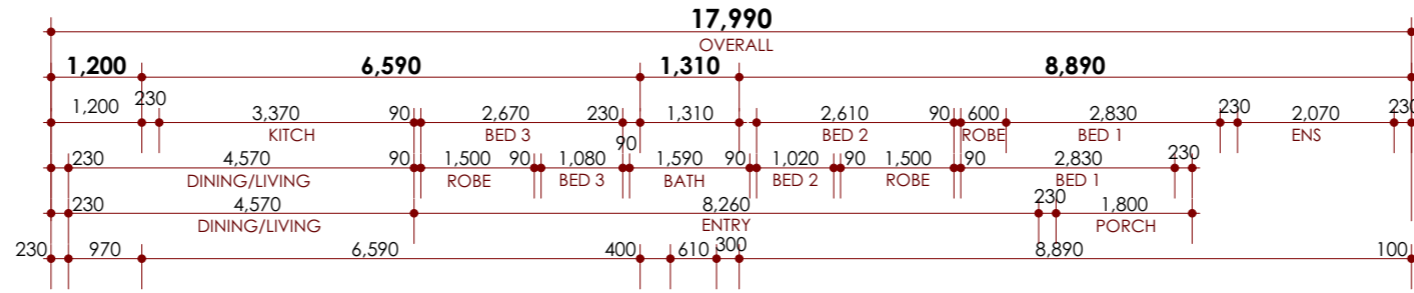 17,990
OVERALL
1,200 6,590 1,310 8,890
1,200 230 3,370 90 2,670 230 1,310 2,610 90 600 2,830 230 2,070 230
KITCH BED 3 BED 2 ROBE BED 1 ENS
230 4,570 90 1,500 90 1,080 90 1,590 90 1,020 90 1,500 90 2,830 230
DINING/LIVING ROBE BED 3 BATH BED 2 ROBE BED 1
230 4,570 8,260 230 1,800
DINING/LIVING ENTRY PORCH
230 970 6,590 400 610 300 8,890 100